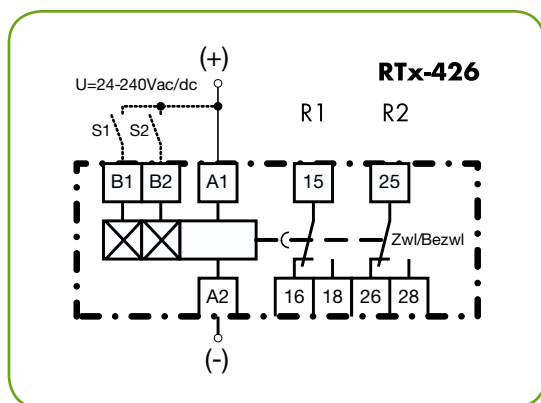 (+)
RTx-426
U=24-240Vac/dc
R1 R2
S1 S2
B1 B2 A1 15 25
Zwl/Bezwl
A2 16 18 26 28
(-)